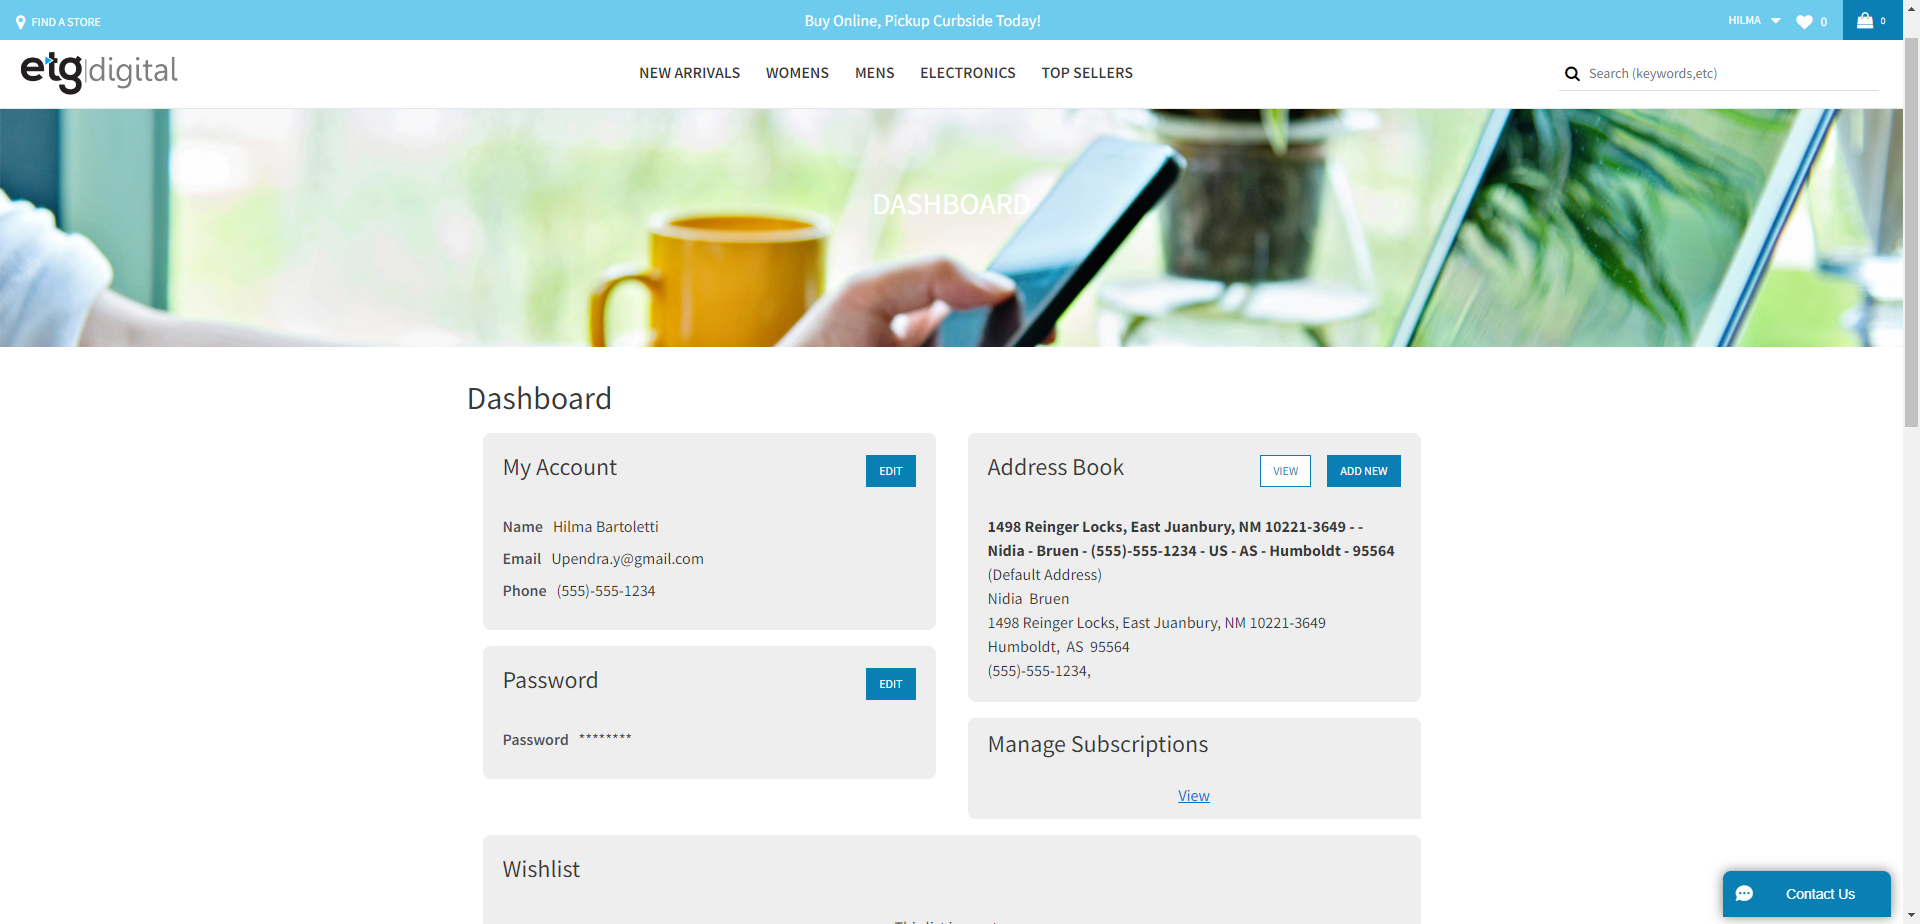 FIND A STORE
Buy Online, Pickup Curbside Today!
HILMA
0
0
etg|digital
NEW ARRIVALS
WOMENS
MENS
ELECTRONICS
TOP SELLERS
Search (keywords,etc)
DASHBOARD
Dashboard
My Account
EDIT
Name Hilma Bartoletti
Email Upendra.y@gmail.com
Phone (555)-555-1234
Password
EDIT
Password ********
Address Book
VIEW
ADD NEW
1498 Reinger Locks, East Juanbury, NM 10221-3649 - -
Nidia - Bruen - (555)-555-1234 - US - AS - Humboldt - 95564
(Default Address)
Nidia Bruen
1498 Reinger Locks, East Juanbury, NM 10221-3649
Humboldt, AS 95564
(555)-555-1234,
Manage Subscriptions
View
Wishlist
Contact Us